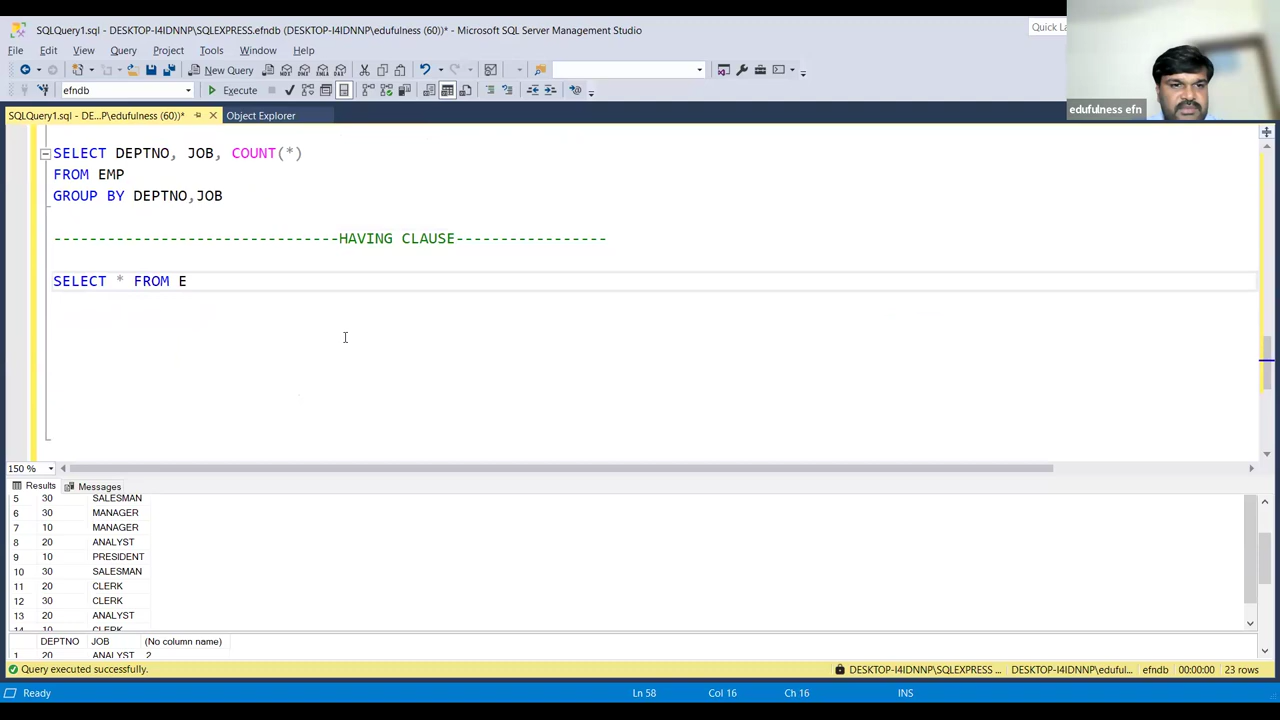 SQLQuery1.sql - DESKTOP-I4IDNNP\SQLEXPRESS.efndb (DESKTOP-I4IDNNP\edufulness (60))* - Microsoft SQL Server Management Studio
Quick La
File Edit View Query Project Tools Window Help
New Query
efndb
Execute
SQLQuery1.sql - DE...P\edufulness (60))*
Object Explorer
edufulness efn
SELECT DEPTNO, JOB, COUNT(*)
FROM EMP
GROUP BY DEPTNO,JOB
-------------------------------HAVING CLAUSE-----------------
SELECT * FROM E
150 %
Results Messages
5 30 SALESMAN
6 30 MANAGER
7 10 MANAGER
8 20 ANALYST
9 10 PRESIDENT
10 30 SALESMAN
11 20 CLERK
12 30 CLERK
13 20 ANALYST
14 10 CLERK
DEPTNO JOB (No column name)
1 20 ANALYST 2
Query executed successfully.
DESKTOP-I4IDNNP\SQLEXPRESS ... DESKTOP-I4IDNNP\eduful... efndb 00:00:00 23 rows
Ready Ln 58 Col 16 Ch 16 INS